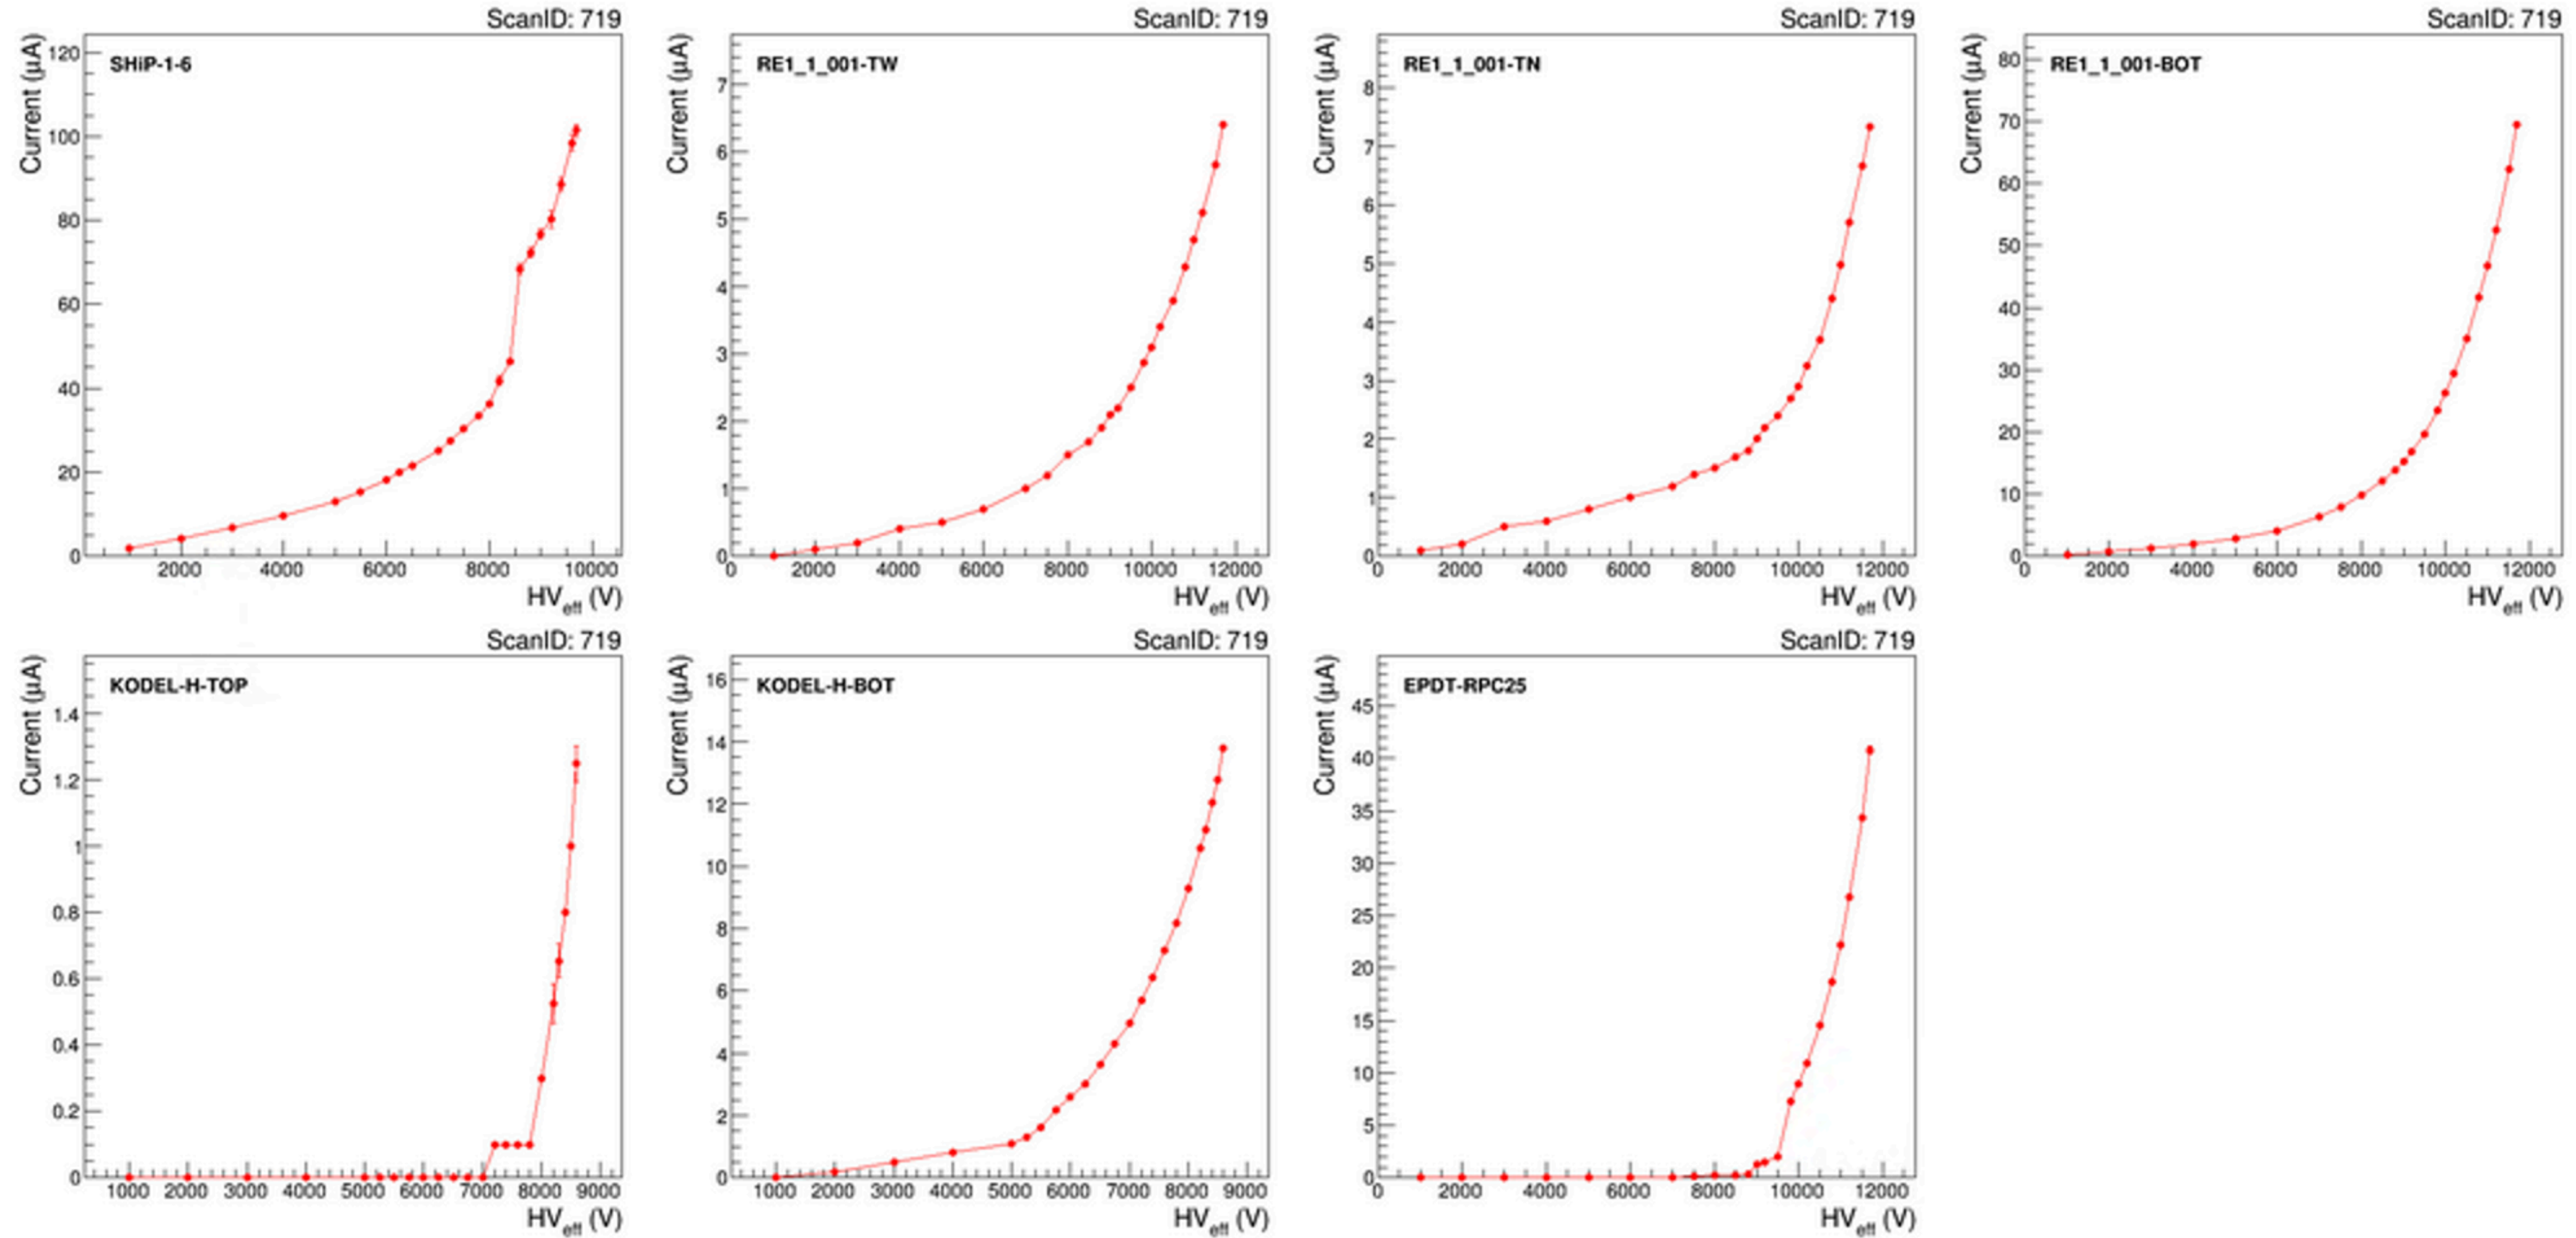 ScanID: 719
Current (μA)
SHiP-1-6
120
100
80
60
40
20
0
2000 4000 6000 8000 10000
HVeff (V)
ScanID: 719
Current (μA)
RE1_1_001-TW
7
6
5
4
3
2
1
0
0 2000 4000 6000 8000 10000 12000
HVeff (V)
ScanID: 719
Current (μA)
RE1_1_001-TN
8
7
6
5
4
3
2
1
0
0 2000 4000 6000 8000 10000 12000
HVeff (V)
ScanID: 719
Current (μA)
RE1_1_001-BOT
80
70
60
50
40
30
20
10
0
0 2000 4000 6000 8000 10000 12000
HVeff (V)
ScanID: 719
Current (μA)
KODEL-H-TOP
1.4
1.2
1
0.8
0.6
0.4
0.2
0
1000 2000 3000 4000 5000 6000 7000 8000 9000
HVeff (V)
ScanID: 719
Current (μA)
KODEL-H-BOT
16
14
12
10
8
6
4
2
0
1000 2000 3000 4000 5000 6000 7000 8000 9000
HVeff (V)
ScanID: 719
Current (μA)
EPDT-RPC25
45
40
35
30
25
20
15
10
5
0
0 2000 4000 6000 8000 10000 12000
HVeff (V)